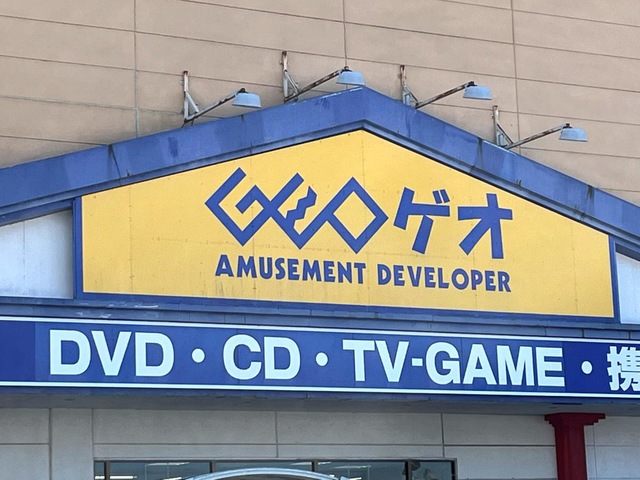 GEO ゲオ
AMUSEMENT DEVELOPER
DVD・CD・TV-GAME・携